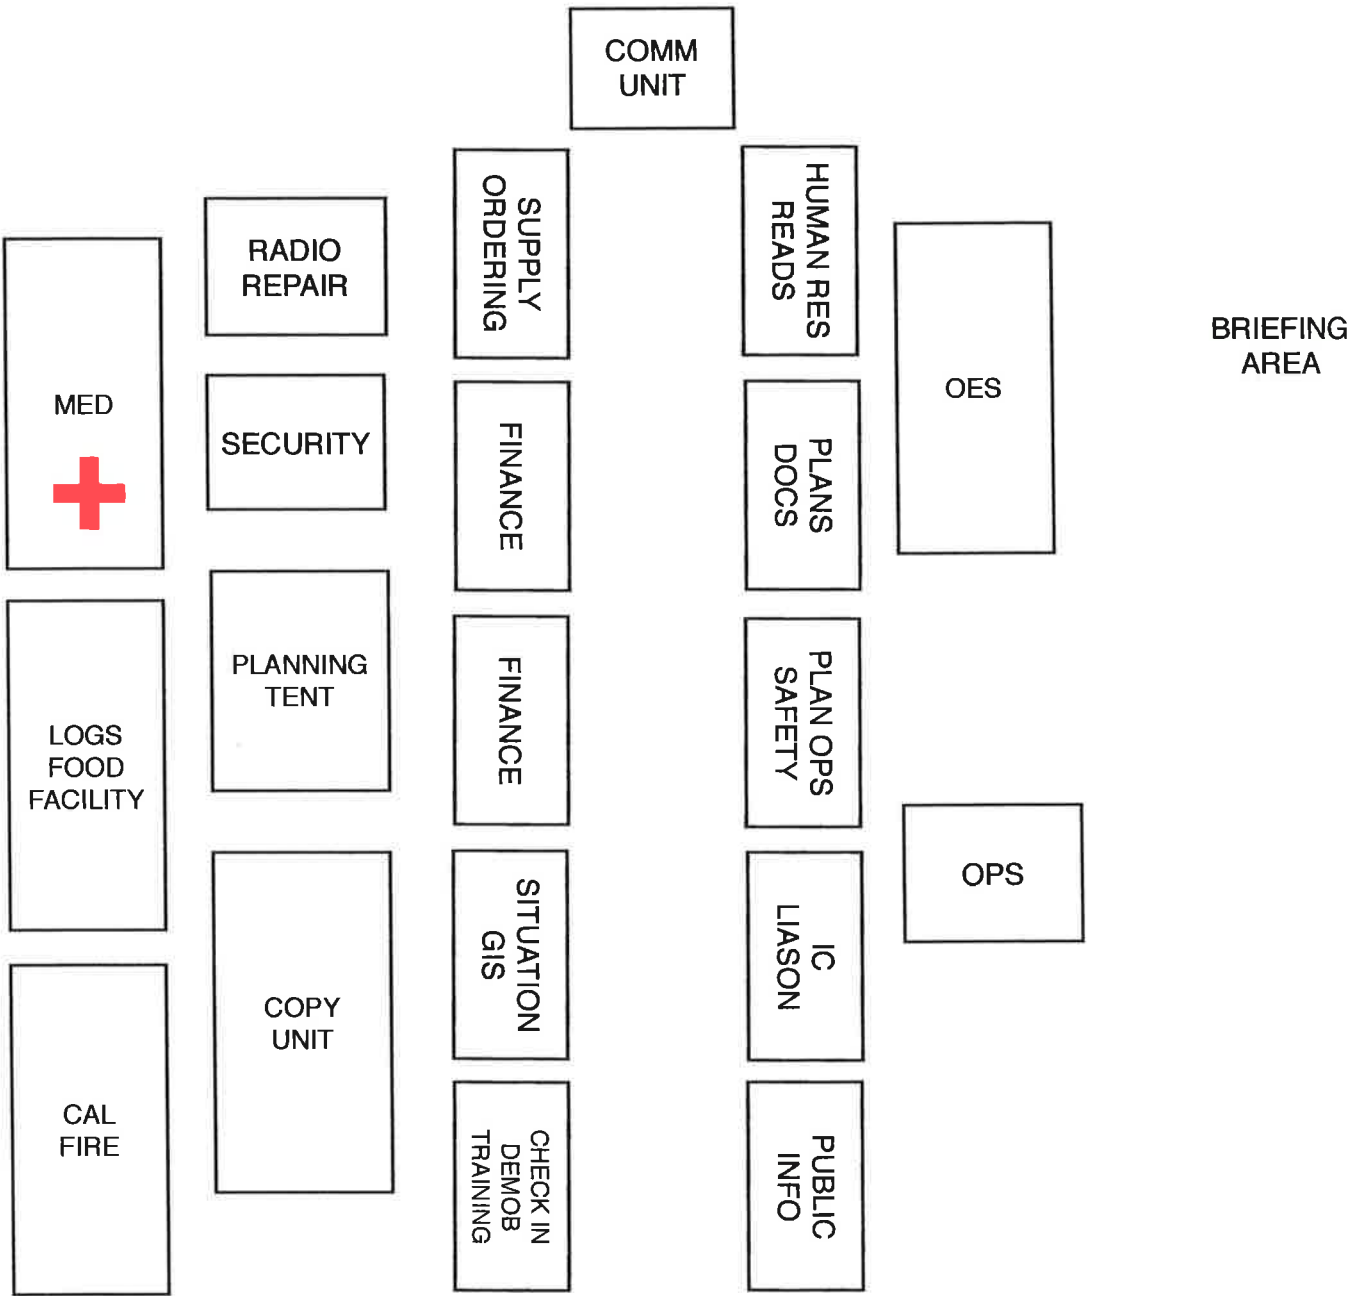 COMM
UNIT
SUPPLY
ORDERING
HUMAN RES
READS
RADIO
REPAIR
OES
BRIEFING
AREA
MED
SECURITY
FINANCE
PLANS
DOCS
PLANNING
TENT
FINANCE
PLAN OPS
SAFETY
LOGS
FOOD
FACILITY
OPS
COPY
UNIT
SITUATION
GIS
IC
LIASON
CAL
FIRE
CHECK IN
DEMOB
TRAINING
PUBLIC
INFO